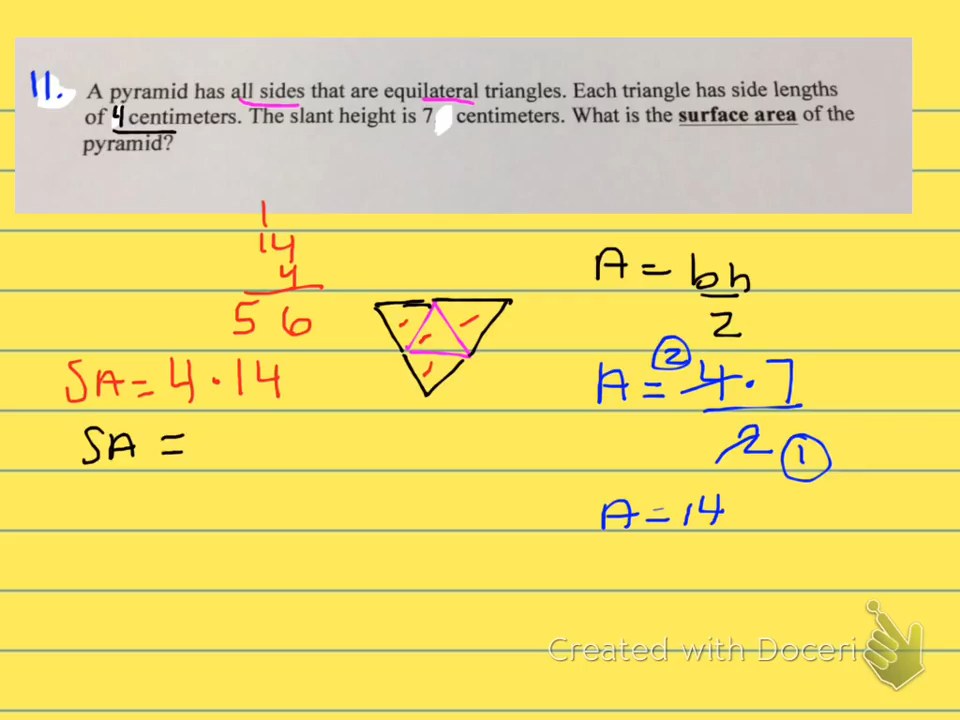 11. A pyramid has all sides that are equilateral triangles. Each triangle has side lengths
of 4 centimeters. The slant height is 7 centimeters. What is the surface area of the
pyramid?
1
14
4
56
SA = 4 · 14
SA =
A = bh
2
A = 4 · 7
2
2 1
A = 14
Created with Doceri